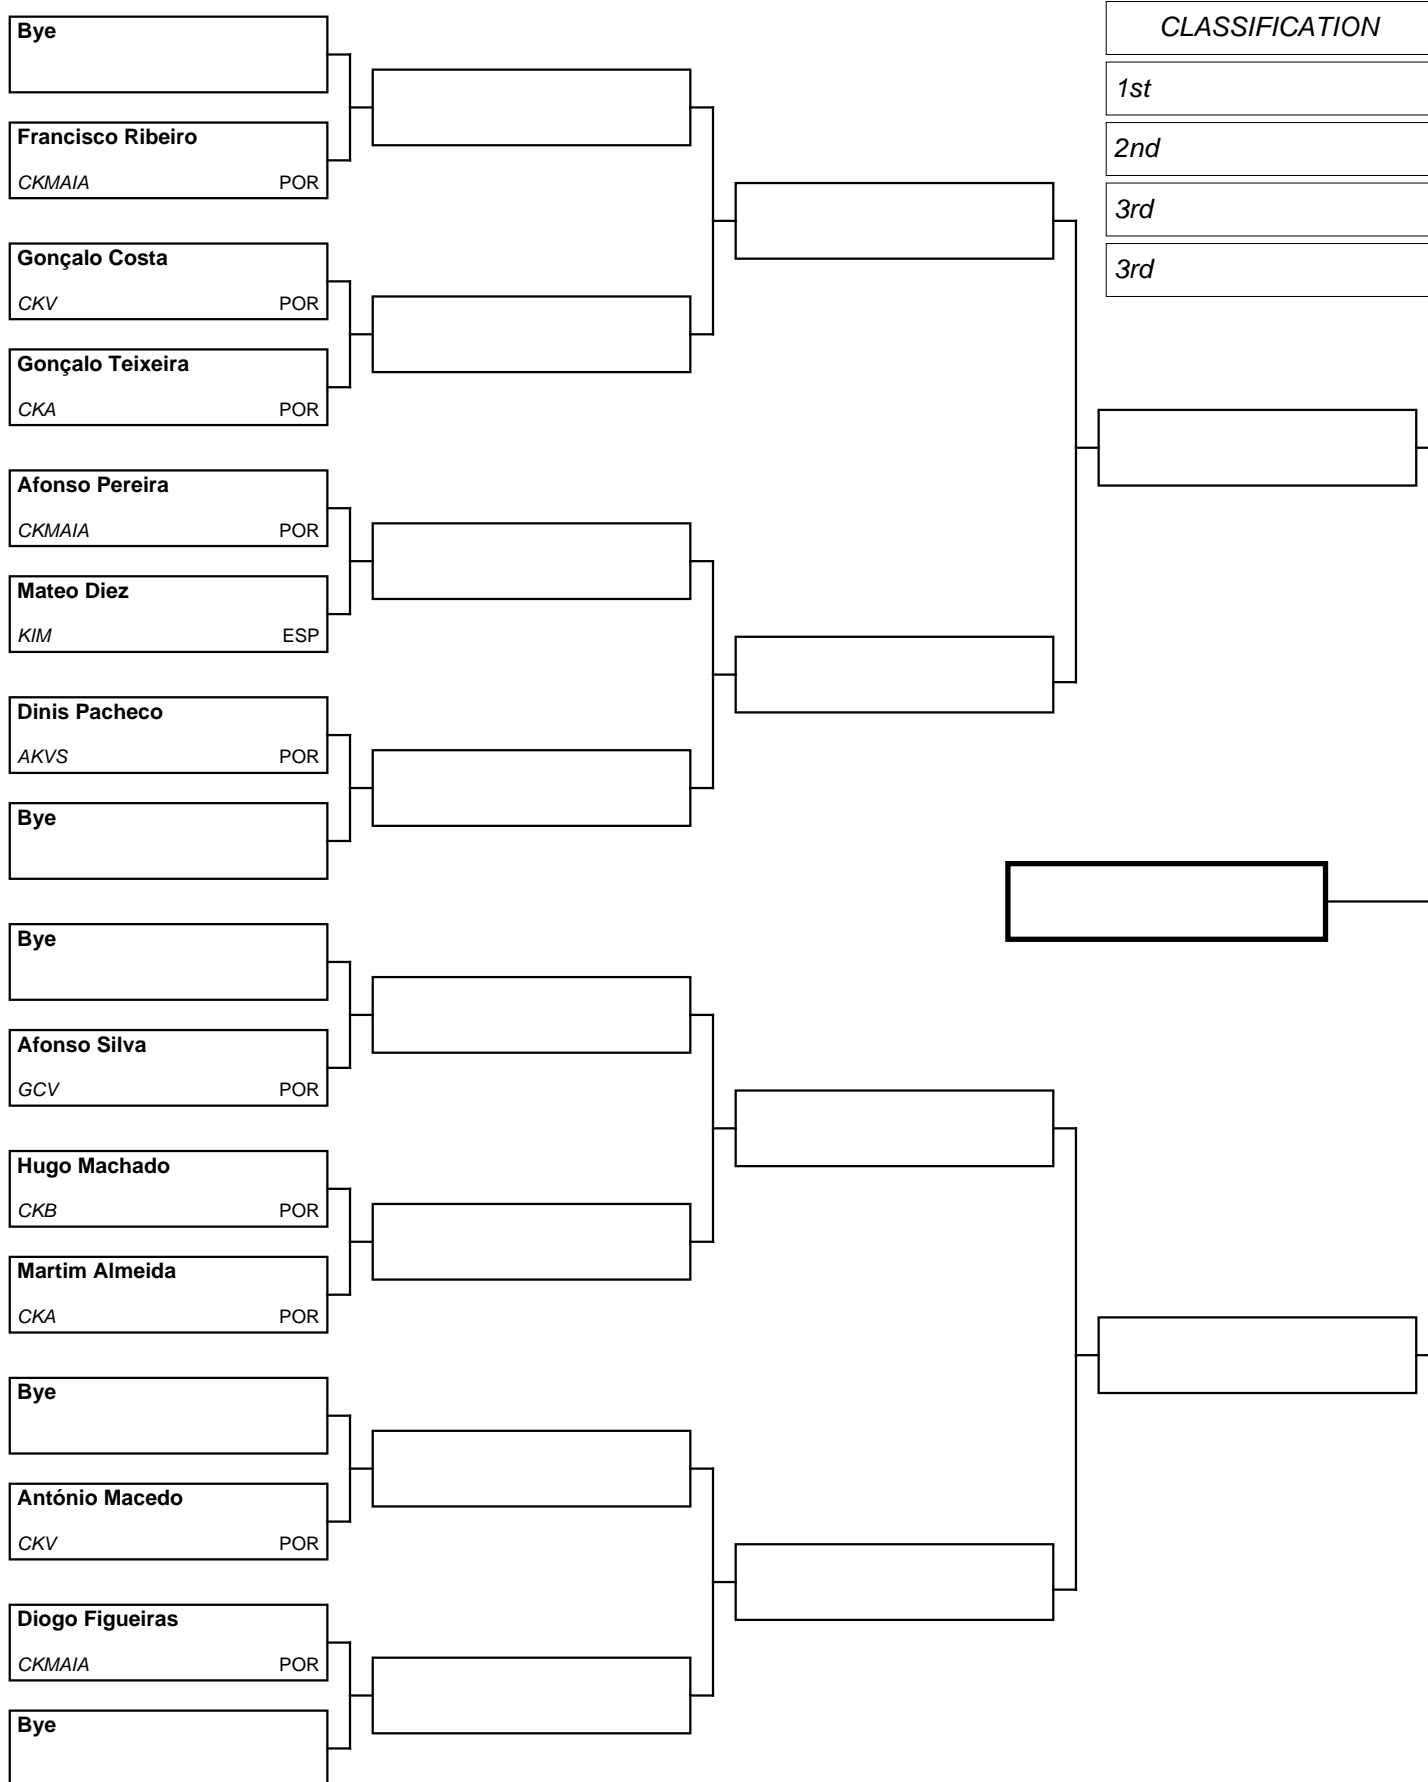 Bye
Francisco Ribeiro
CKMAIA POR
Gonçalo Costa
CKV POR
Gonçalo Teixeira
CKA POR
Afonso Pereira
CKMAIA POR
Mateo Diez
KIM ESP
Dinis Pacheco
AKVS POR
Bye
Bye
Afonso Silva
GCV POR
Hugo Machado
CKB POR
Martim Almeida
CKA POR
Bye
António Macedo
CKV POR
Diogo Figueiras
CKMAIA POR
Bye
CLASSIFICATION
1st
2nd
3rd
3rd